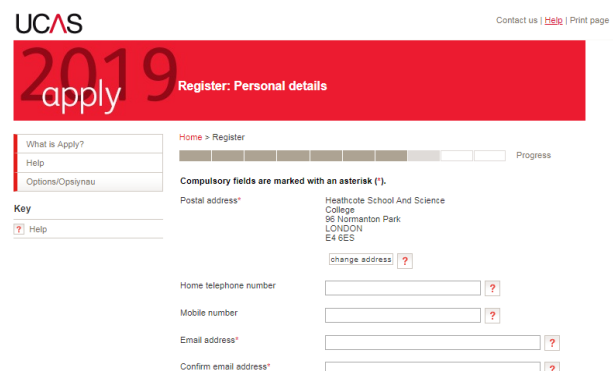 UCAS
Contact us | Help | Print page
2019
apply
Register: Personal details
What is Apply?
Help
Options/Opsiynau
Key
? Help
Home > Register
Progress
Compulsory fields are marked with an asterisk (*).
Postal address*
Heathcote School And Science
College
96 Normanton Park
LONDON
E4 6ES
change address ?
Home telephone number ?
Mobile number ?
Email address* ?
Confirm email address* ?